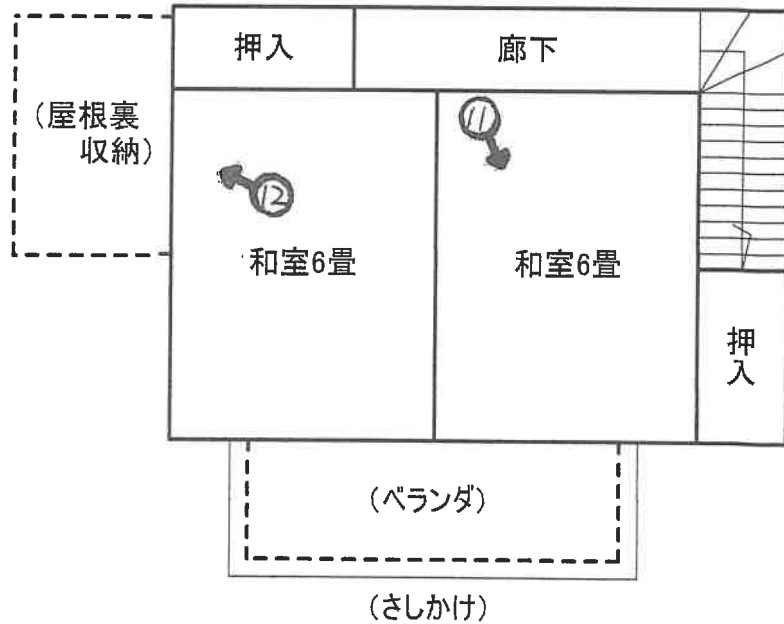 押入
廊下
(屋根裏
収納)
11
12
和室6畳
和室6畳
押
入
(ベランダ)
(さしかけ)